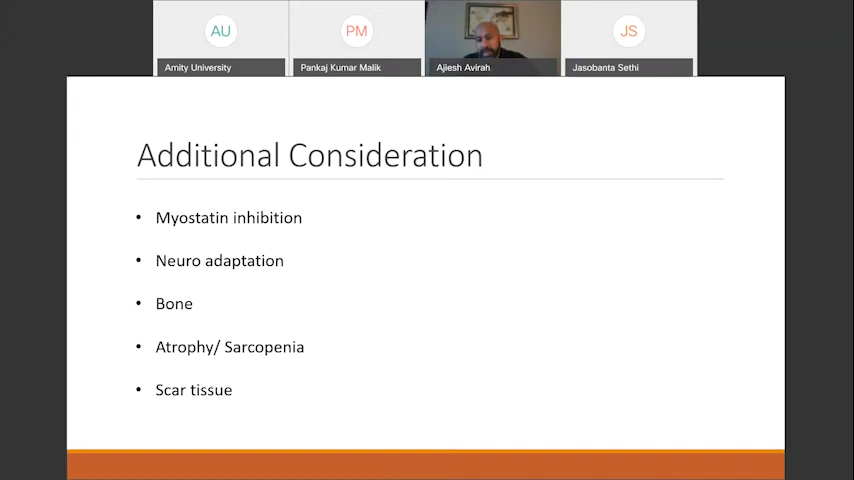 AU
PM
JS
Amity University
Pankaj Kumar Malik
Ajiesh Avirah
Jasobanta Sethi
Additional Consideration
• Myostatin inhibition
• Neuro adaptation
• Bone
• Atrophy/ Sarcopenia
• Scar tissue